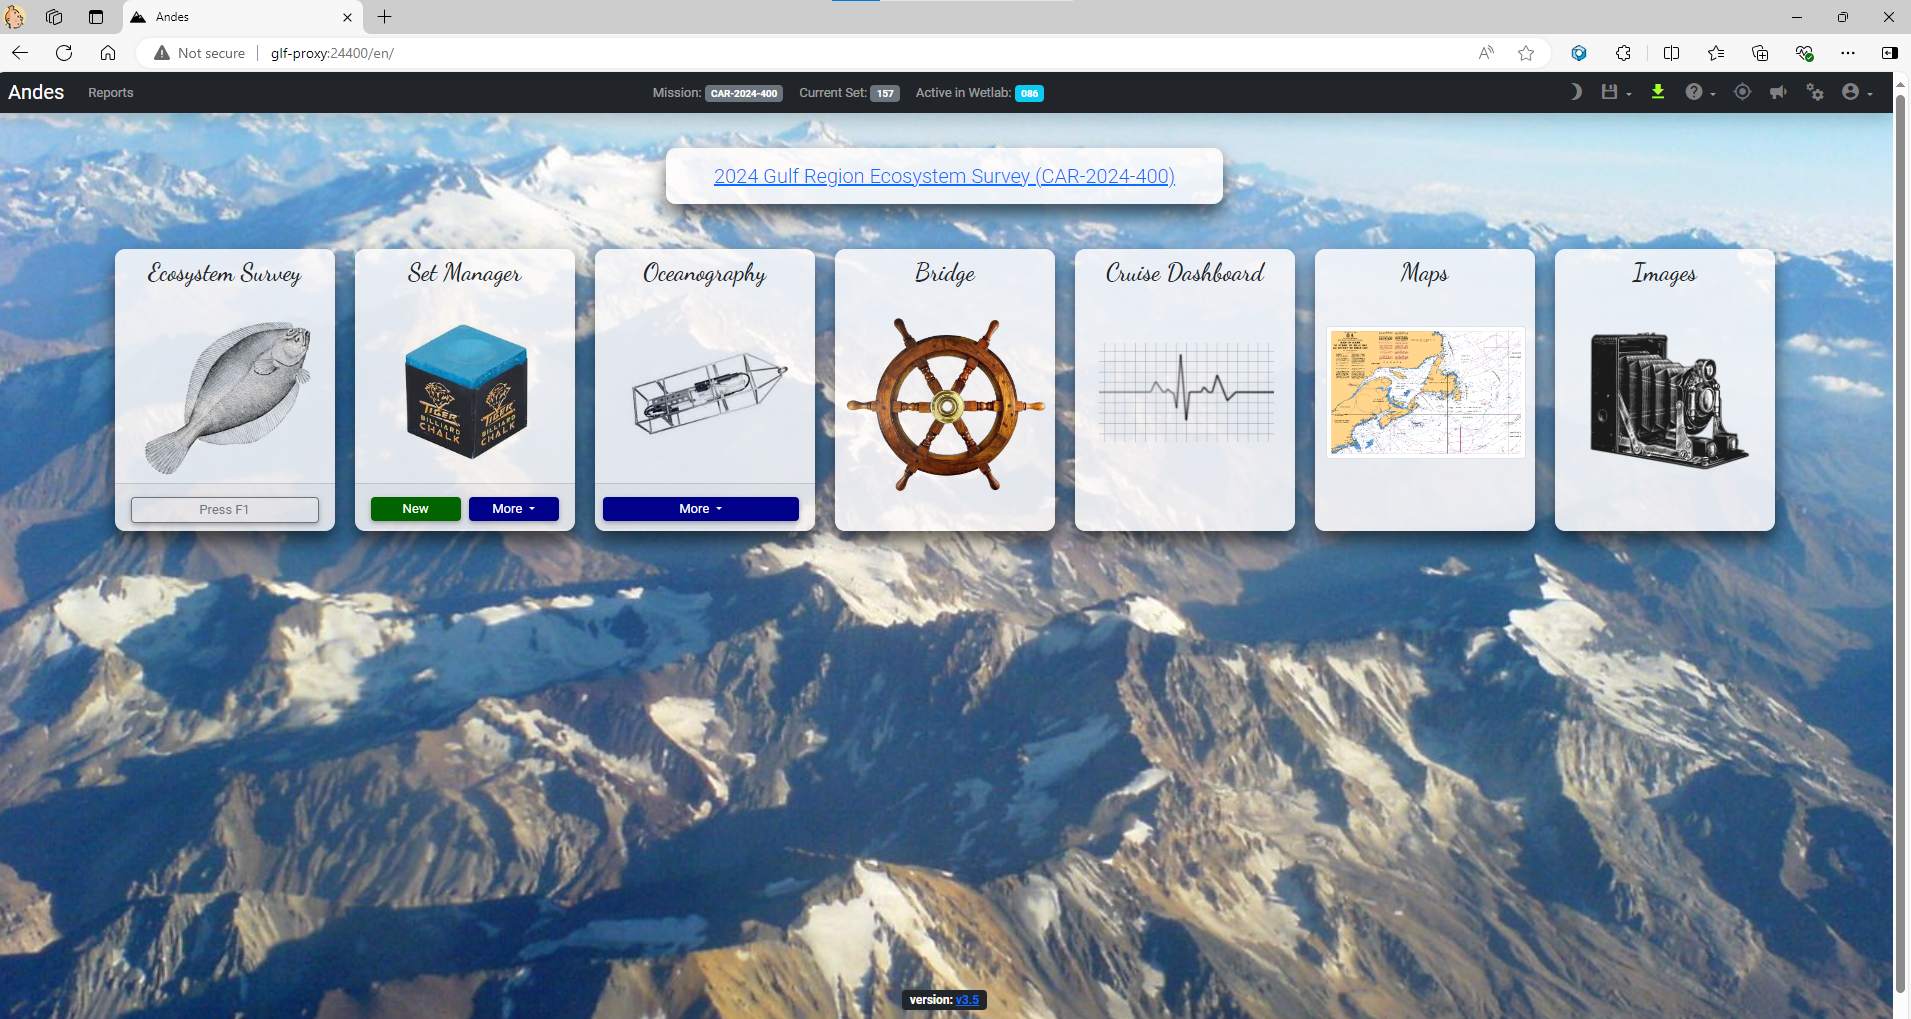 Andes
Not secure
glf-proxy:24400/en/
Andes
Reports
Mission: CAR-2024-400
Current Set: 157
Active in Wetlab: 086
2024 Gulf Region Ecosystem Survey (CAR-2024-400)
Ecosystem Survey
Press F1
Set Manager
TIGER
BILLIARD
CHALK
TIGER
BILLIARD
CHALK
New
More
Oceanography
More
Bridge
Cruise Dashboard
Maps
Images
version: v3.5